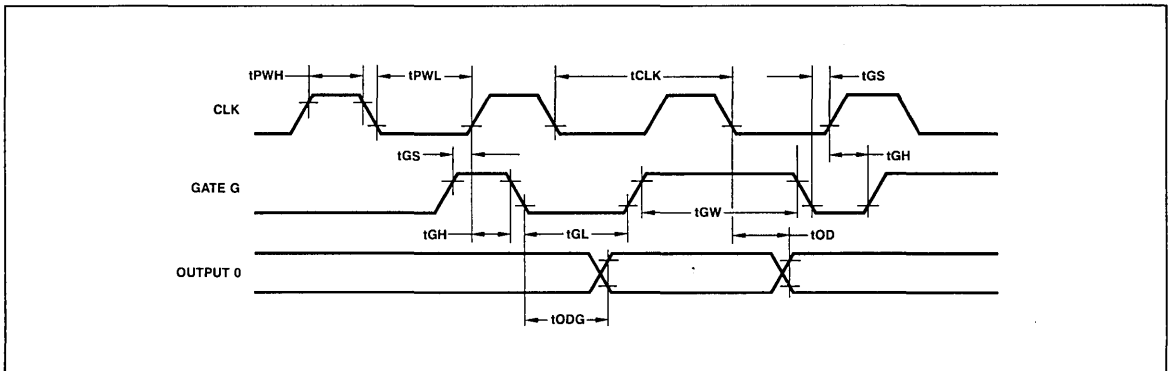 tPWH tPWL tCLK tGS
CLK
tGS tGH
GATE G
tGW
tGH tGL tOD
OUTPUT 0
tODG